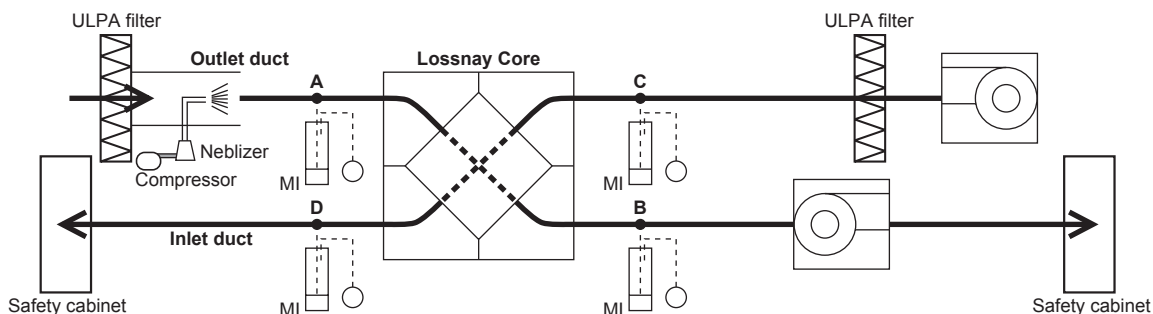 ULPA filter
Outlet duct
Lossnay Core
ULPA filter
A
C
Neblizer
Compressor
MI
MI
D
B
Inlet duct
MI
MI
Safety cabinet
Safety cabinet